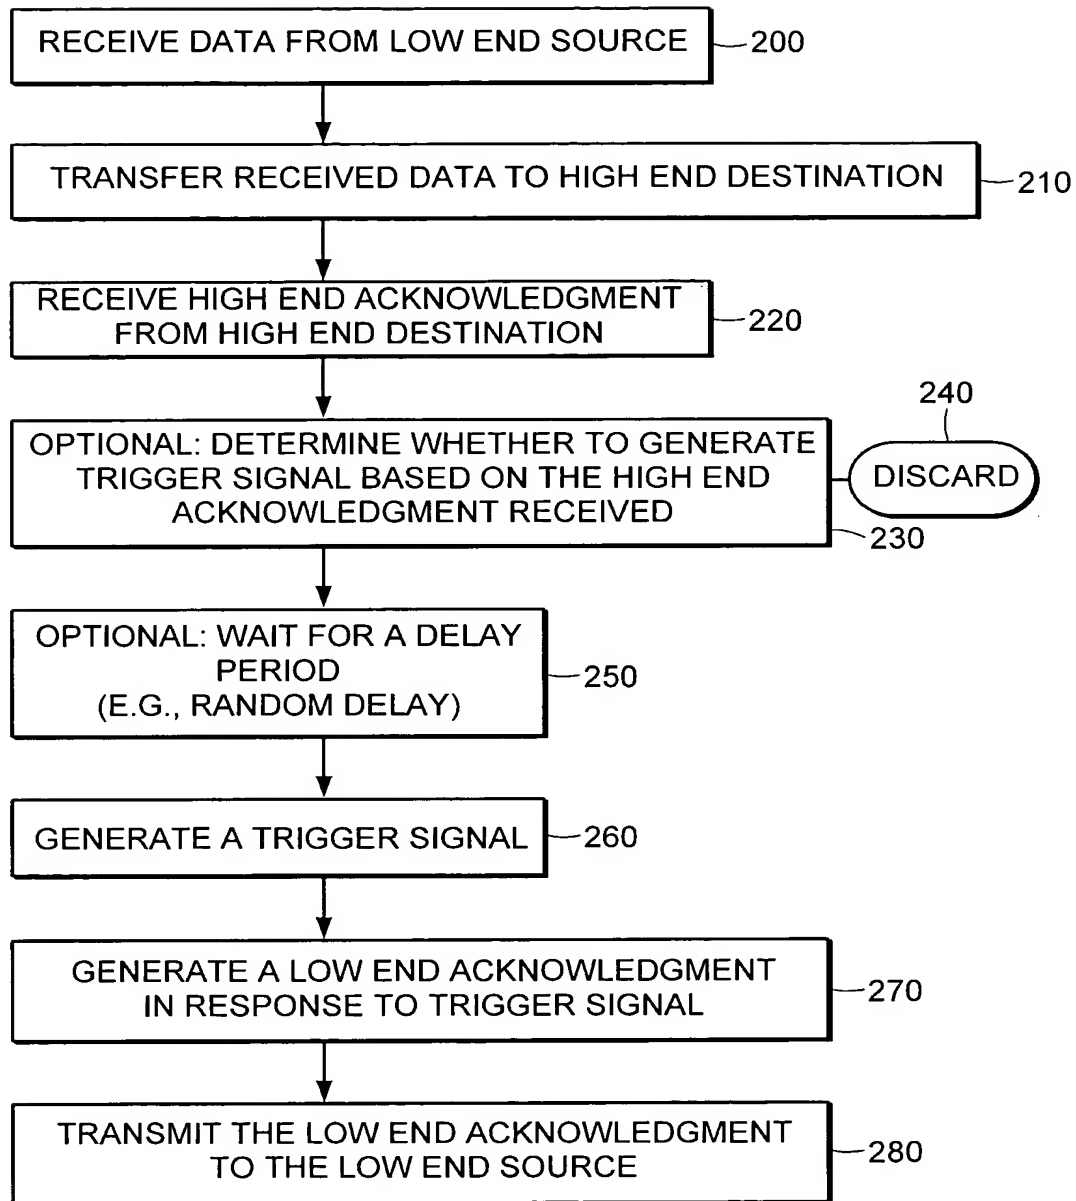 RECEIVE DATA FROM LOW END SOURCE
200
TRANSFER RECEIVED DATA TO HIGH END DESTINATION
210
RECEIVE HIGH END ACKNOWLEDGMENT
FROM HIGH END DESTINATION
220
OPTIONAL: DETERMINE WHETHER TO GENERATE
TRIGGER SIGNAL BASED ON THE HIGH END
ACKNOWLEDGMENT RECEIVED
230
240
DISCARD
OPTIONAL: WAIT FOR A DELAY
PERIOD
(E.G., RANDOM DELAY)
250
GENERATE A TRIGGER SIGNAL
260
GENERATE A LOW END ACKNOWLEDGMENT
IN RESPONSE TO TRIGGER SIGNAL
270
TRANSMIT THE LOW END ACKNOWLEDGMENT
TO THE LOW END SOURCE
280